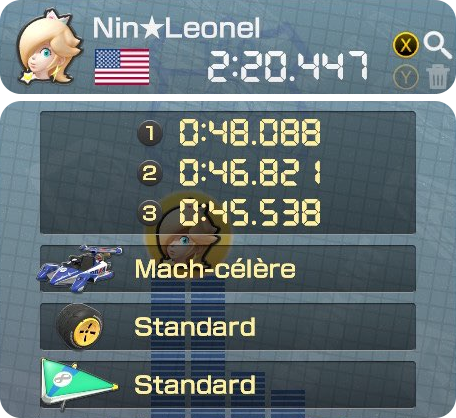 Nin★Leonel
2:20.447
X
Y
1 0:48.088
2 0:46.821
3 0:45.538
Mach-célère
Standard
Standard